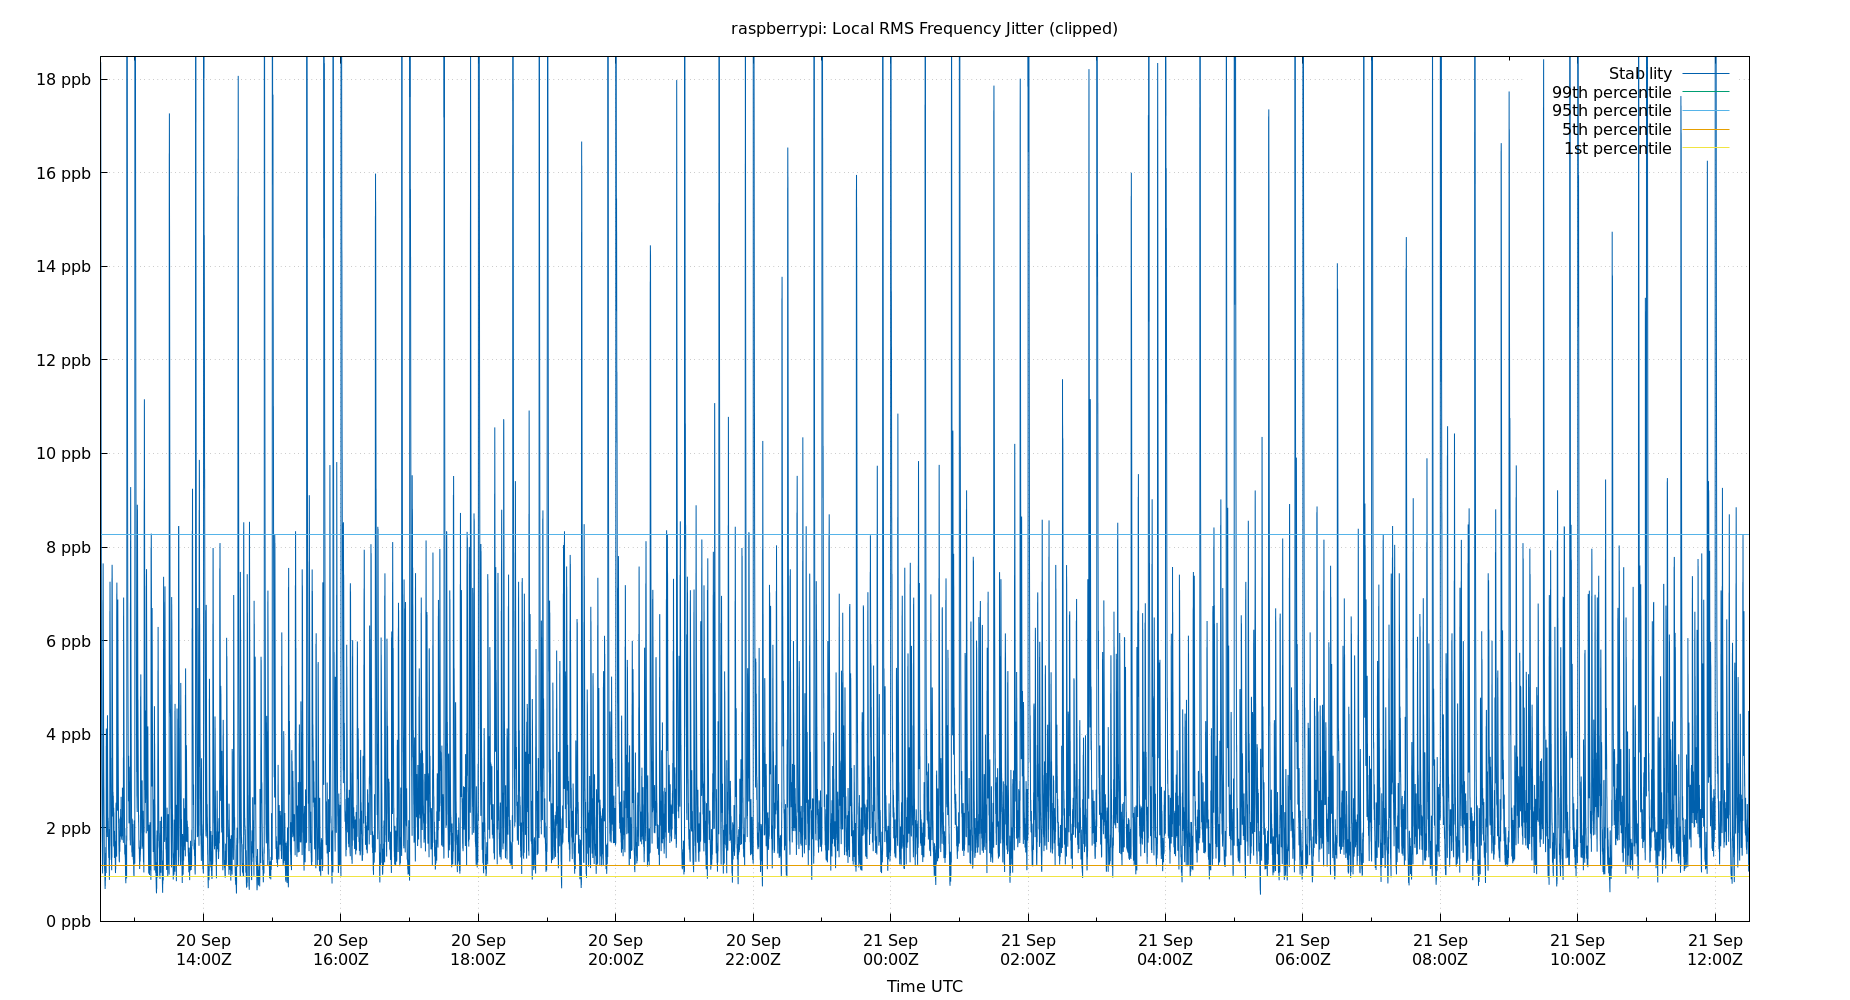 raspberrypi: Local RMS Frequency Jitter (clipped)
18 ppb
16 ppb
14 ppb
12 ppb
10 ppb
8 ppb
6 ppb
4 ppb
2 ppb
0 ppb
Stability
99th percentile
95th percentile
5th percentile
1st percentile
20 Sep 20 Sep 20 Sep 20 Sep 20 Sep 21 Sep 21 Sep 21 Sep 21 Sep 21 Sep 21 Sep 21 Sep
14:00Z 16:00Z 18:00Z 20:00Z 22:00Z 00:00Z 02:00Z 04:00Z 06:00Z 08:00Z 10:00Z 12:00Z
Time UTC